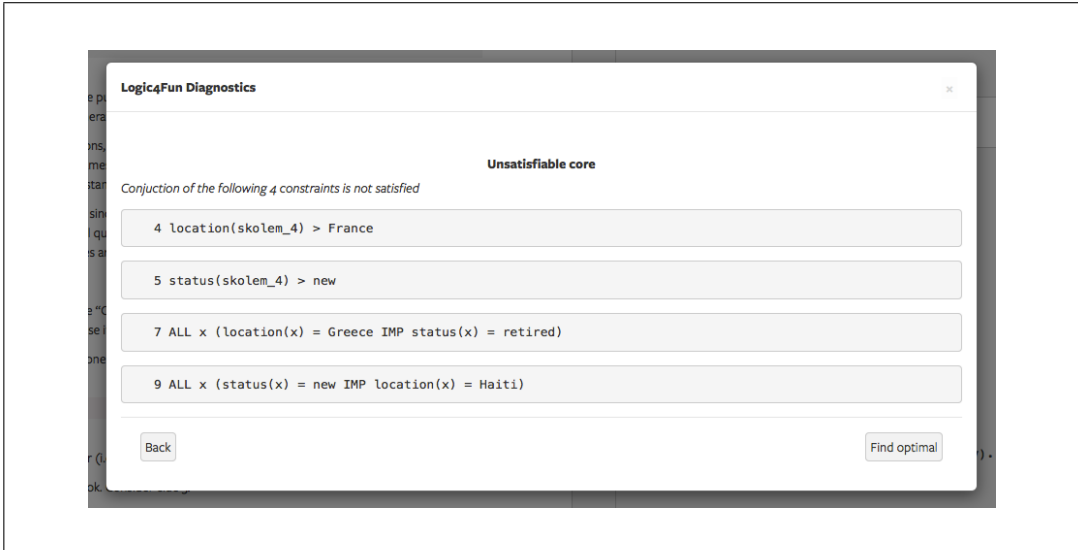 Logic4Fun Diagnostics
×
Unsatisfiable core
Conjuction of the following 4 constraints is not satisfied
4 location(skolem_4) > France
5 status(skolem_4) > new
7 ALL x (location(x) = Greece IMP status(x) = retired)
9 ALL x (status(x) = new IMP location(x) = Haiti)
Back
Find optimal